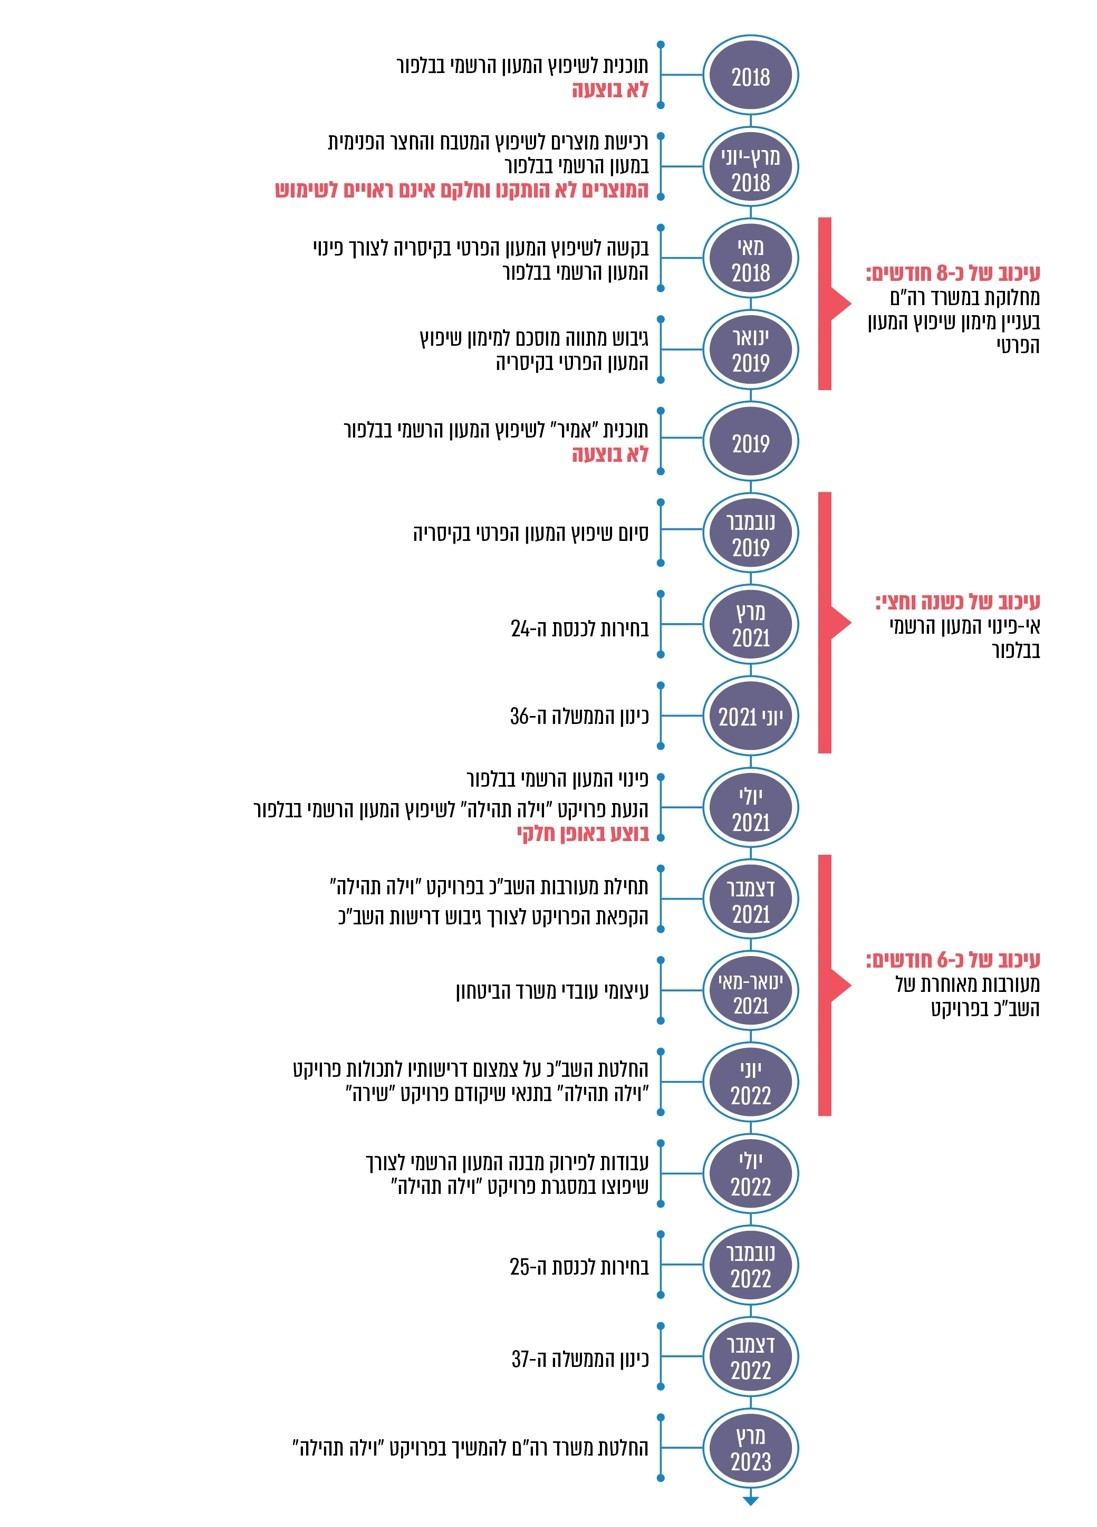 2018
תוכנית לשיפוץ המעון הרשמי בבלפור
לא בוצעה
מרץ-יוני
2018
רכישת מוצרים לשיפוץ המטבח והחצר הפנימית
במעון הרשמי בבלפור
המוצרים לא הותקנו וחלקם אינם ראויים לשימוש
עיכוב של כ-8 חודשים:
מחלוקת במשרד רה"ם
בעניין מימון שיפוץ המעון
הפרטי
מאי
2018
בקשה לשיפוץ המעון הפרטי בקיסריה לצורך פינוי
המעון הרשמי בבלפור
ינואר
2019
גיבוש מתווה מוסכם למימון שיפוץ
המעון הפרטי בקיסריה
2019
תוכנית "אמיר" לשיפוץ המעון הרשמי בבלפור
לא בוצעה
עיכוב של כשנה וחצי:
אי-פינוי המעון הרשמי
בבלפור
נובמבר
2019
סיום שיפוץ המעון הפרטי בקיסריה
מרץ
2021
בחירות לכנסת ה-24
יוני 2021
כינון הממשלה ה-36
יולי
2021
פינוי המעון הרשמי בבלפור
הנעת פרויקט "וילה תהילה" לשיפוץ המעון הרשמי בבלפור
בוצע באופן חלקי
עיכוב של כ-6 חודשים:
מעורבות מאוחרת של
השב"כ בפרויקט
דצמבר
2021
תחילת מעורבות השב"כ בפרויקט "וילה תהילה"
הקפאת הפרויקט לצורך גיבוש דרישות השב"כ
ינואר-מאי
2021
עיצומי עובדי משרד הביטחון
יוני
2022
החלטת השב"כ על צמצום דרישותיו לתכולות פרויקט
"וילה תהילה" בתנאי שיקודם פרויקט "שירה"
יולי
2022
עבודות לפירוק מבנה המעון הרשמי לצורך
שיפוצו במסגרת פרויקט "וילה תהילה"
נובמבר
2022
בחירות לכנסת ה-25
דצמבר
2022
כינון הממשלה ה-37
מרץ
2023
החלטת משרד רה"ם להמשיך בפרויקט "וילה תהילה"